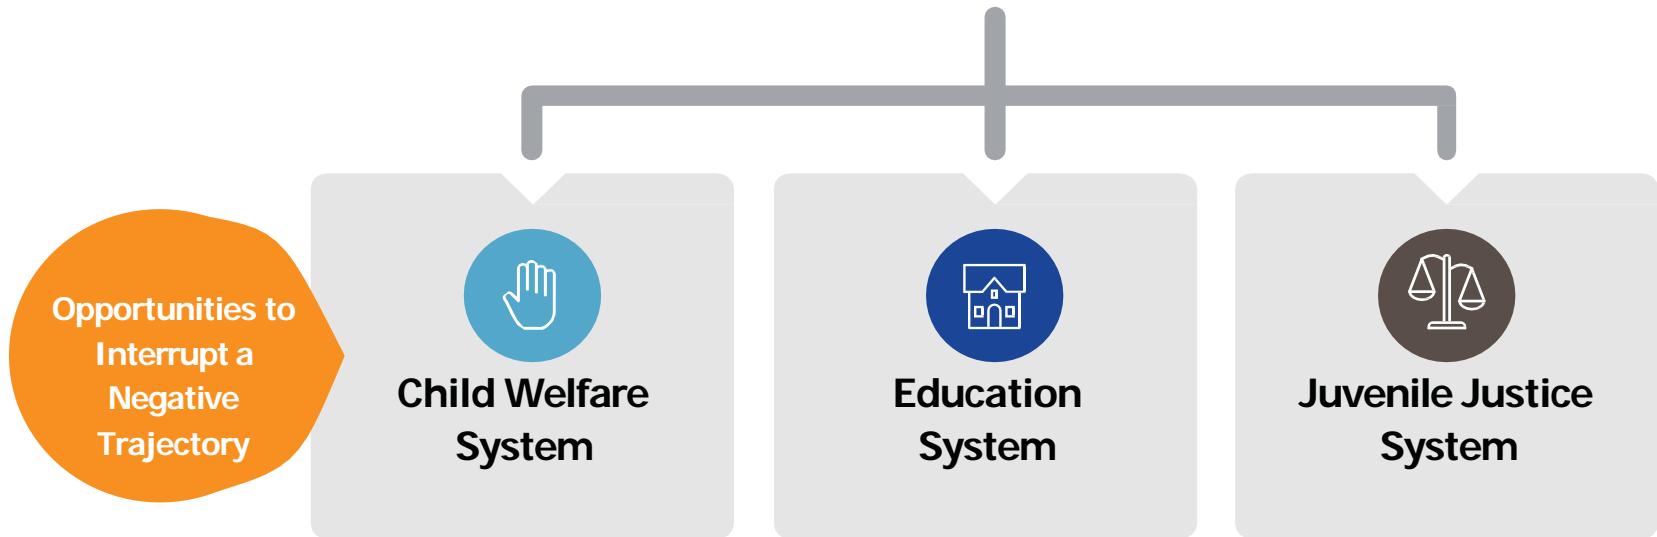 Opportunities to
Interrupt a
Negative
Trajectory
Child Welfare
System
Education
System
Juvenile Justice
System